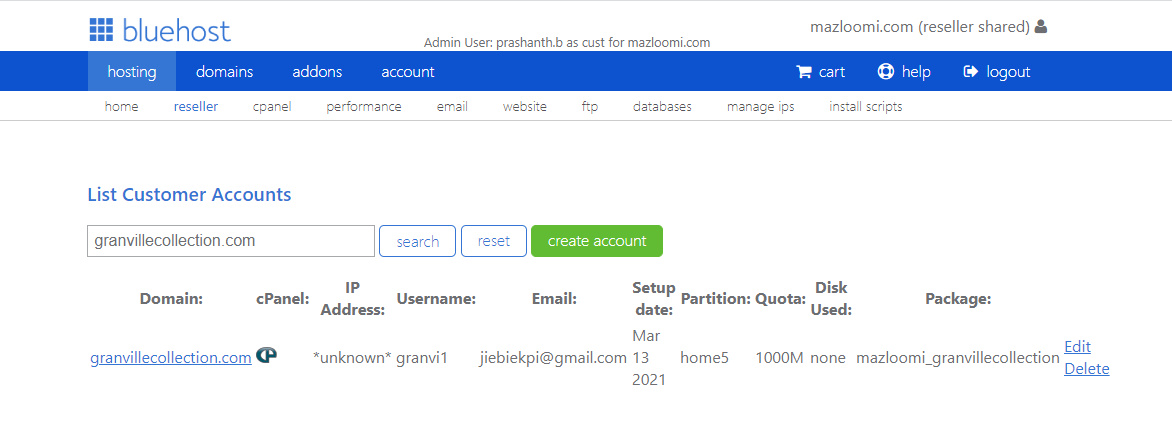 bluehost
mazloomi.com (reseller shared)
Admin User: prashanth.b as cust for mazloomi.com
hosting domains addons account cart help logout
home reseller cpanel performance email website ftp databases manage ips install scripts
List Customer Accounts
granvillecollection.com search reset create account
Domain: cPanel: IP Address: Username: Email: Setup date: Partition: Quota: Disk Used: Package:
granvillecollection.com cP *unknown* granvi1 jiebiekpi@gmail.com Mar 13 2021 home5 1000M none mazloomi_granvillecollection Edit
Delete